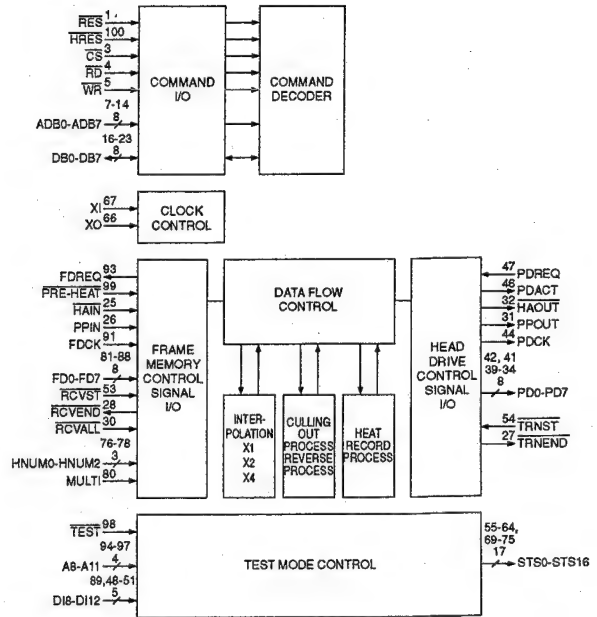 RES 1
HRES 100
CS 3
RD 4
WR 5
7-14
ADB0-ADB7 8
16-23
DB0-DB7 8
COMMAND
I/O
COMMAND
DECODER
XI 67
XO 66
CLOCK
CONTROL
FDREQ 93
PRE-HEAT 99
HAIN 25
PPIN 26
FDCK 91
81-88
FD0-FD7 8
RCVST 53
RCVEND 28
RCVALL 30
76-78
HNUM0-HNUM2 3
MULTI 80
FRAME
MEMORY
CONTROL
SIGNAL
I/O
DATA FLOW
CONTROL
INTER-
POLATION
X1
X2
X4
CULLING
OUT
PROCESS
REVERSE
PROCESS
HEAT
RECORD
PROCESS
HEAD
DRIVE
CONTROL
SIGNAL
I/O
47 PDREQ
46 PDACT
32 HAOUT
31 PPOUT
44 PDCK
42, 41
39-34
8 PD0-PD7
54 TRNST
27 TRNEND
TEST 98
94-97
A8-A11 4
89,48-51
DI8-DI12 5
TEST MODE CONTROL
55-64,
69-75
17 STS0-STS16